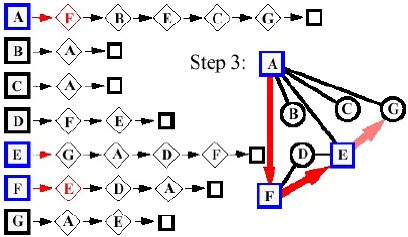 A F B E C G
B A
C A
D F E
E G A D F
F E D A
G A E
Step 3:
A
B
C
G
D
E
F